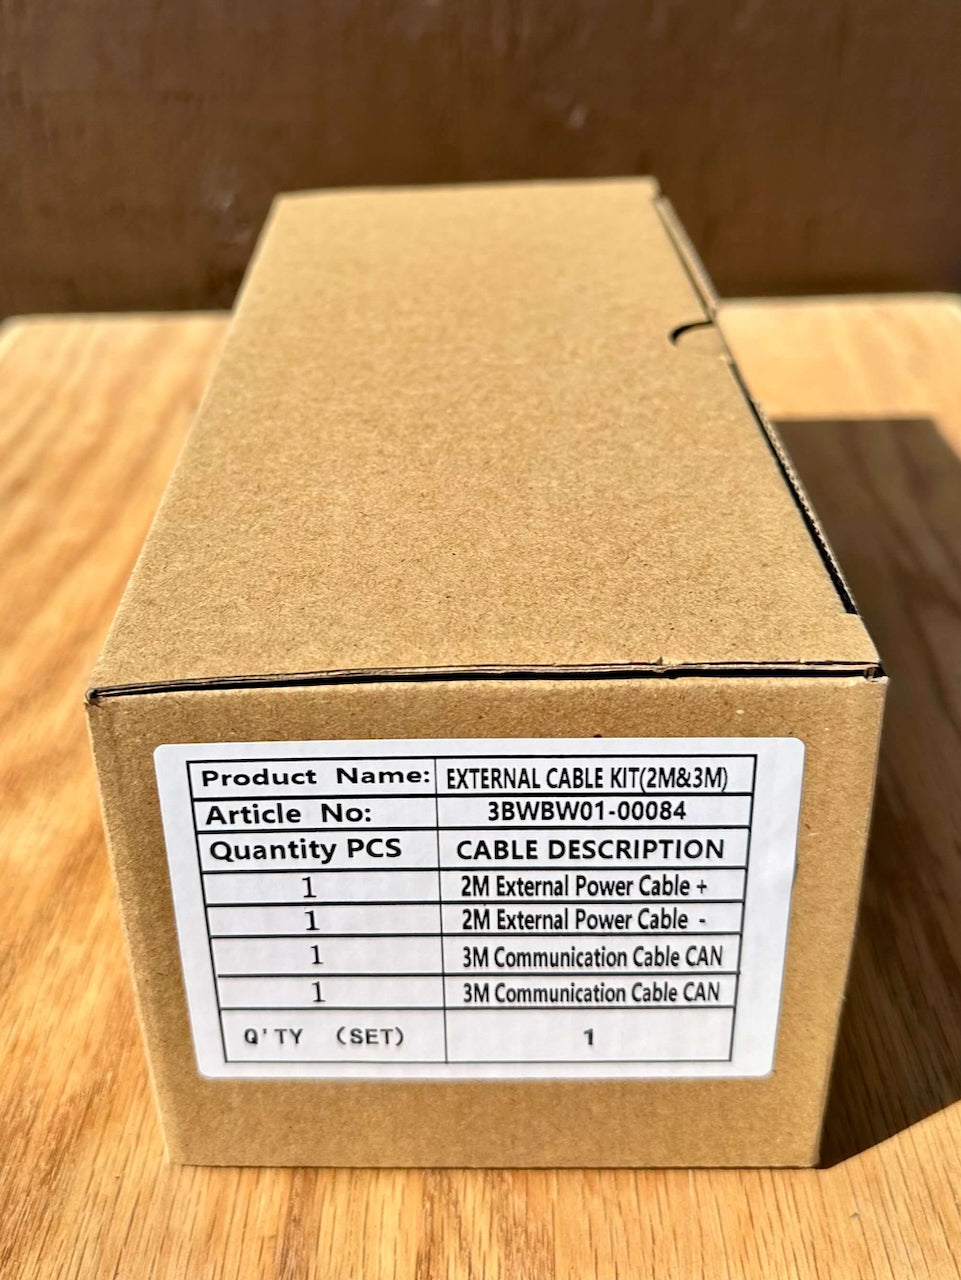 Product Name: EXTERNAL CABLE KIT(2M&3M)
Article No: 3BWBW01-00084
Quantity PCS CABLE DESCRIPTION
1 2M External Power Cable +
1 2M External Power Cable -
1 3M Communication Cable CAN
1 3M Communication Cable CAN
Q'TY (SET) 1